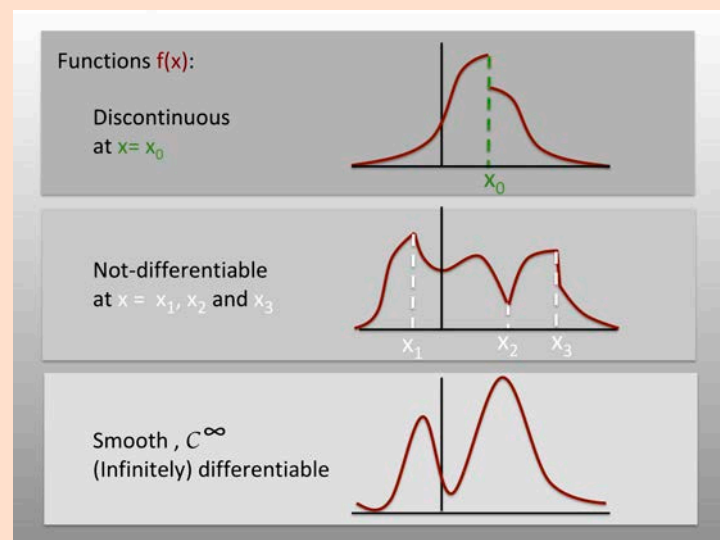 Functions f(x):
Discontinuous
at x= x₀
x₀
Not-differentiable
at x = x₁, x₂ and x₃
x₁ x₂ x₃
Smooth , C^∞
(Infinitely) differentiable